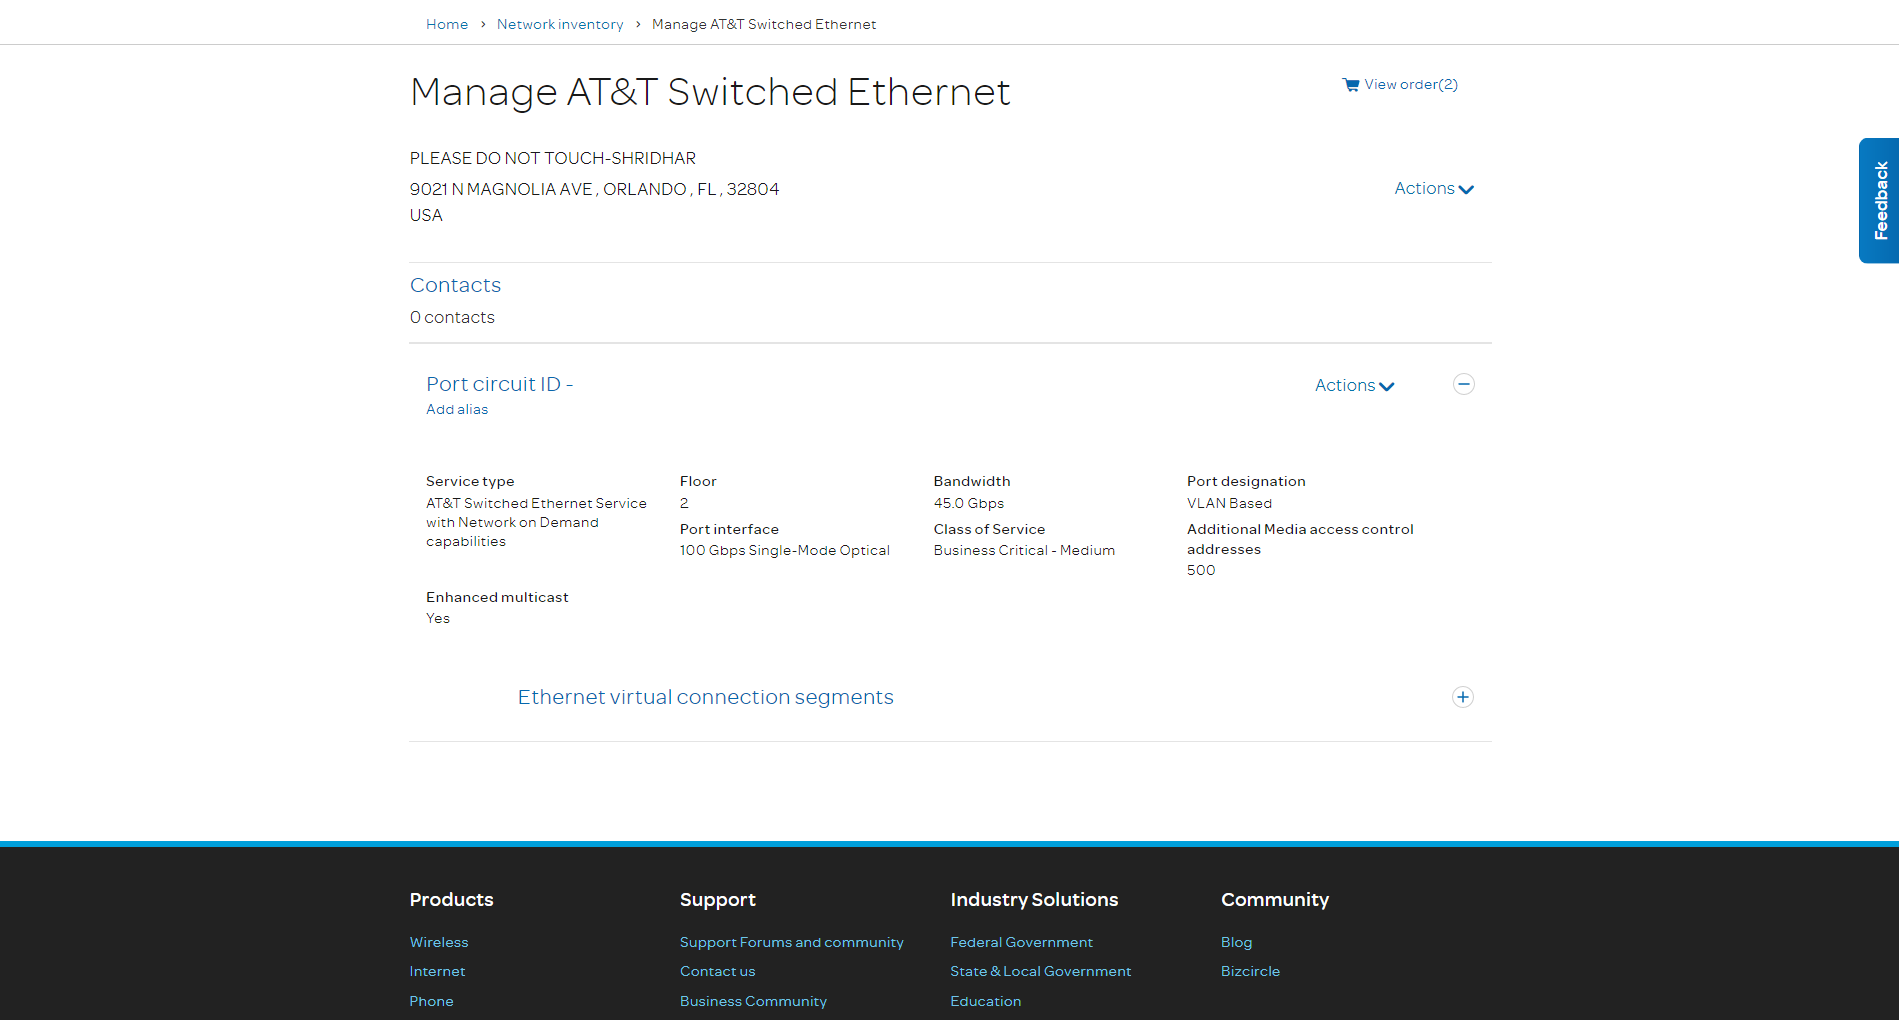 Home › Network inventory › Manage AT&T Switched Ethernet
Manage AT&T Switched Ethernet
View order(2)
PLEASE DO NOT TOUCH-SHRIDHAR
9021 N MAGNOLIA AVE , ORLANDO , FL , 32804
USA
Actions
Feedback
Contacts
0 contacts
Port circuit ID -
Add alias
Actions
Service type
AT&T Switched Ethernet Service
with Network on Demand
capabilities
Floor
2
Port interface
100 Gbps Single-Mode Optical
Bandwidth
45.0 Gbps
Class of Service
Business Critical - Medium
Port designation
VLAN Based
Additional Media access control
addresses
500
Enhanced multicast
Yes
Ethernet virtual connection segments
Products
Wireless
Internet
Phone
Support
Support Forums and community
Contact us
Business Community
Industry Solutions
Federal Government
State & Local Government
Education
Community
Blog
Bizcircle